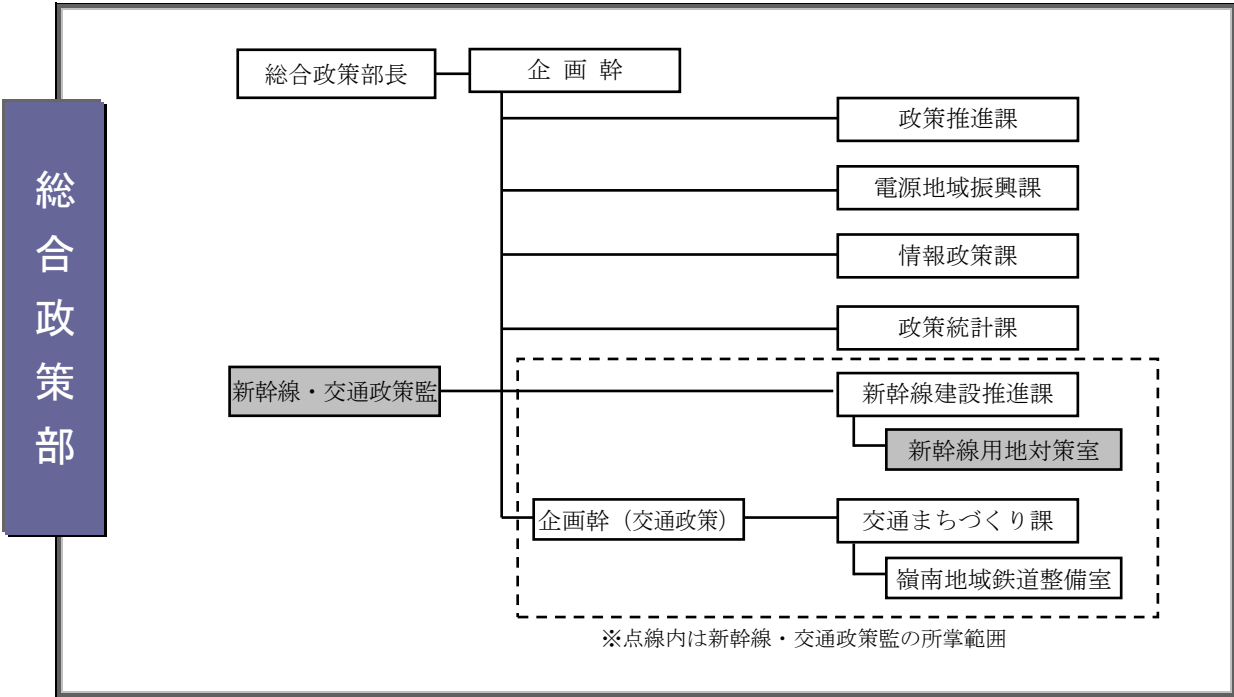 総合政策部
総合政策部長
企画幹
政策推進課
電源地域振興課
情報政策課
政策統計課
新幹線・交通政策監
新幹線建設推進課
新幹線用地対策室
企画幹（交通政策）
交通まちづくり課
嶺南地域鉄道整備室
※点線内は新幹線・交通政策監の所掌範囲